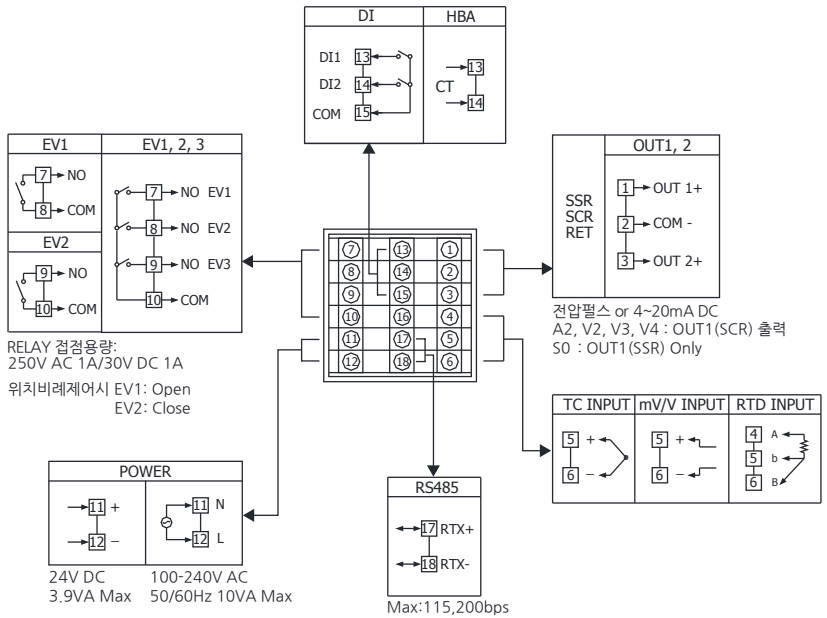 DI
HBA
DI1 13
DI2 14
COM 15
CT
13
14
EV1
7 NO
8 COM
EV2
9 NO
10 COM
EV1, 2, 3
7 NO EV1
8 NO EV2
9 NO EV3
10 COM
RELAY 접점용량:
250V AC 1A/30V DC 1A
위치비례제어시 EV1: Open
EV2: Close
7 13 1
8 14 2
9 15 3
10 16 4
11 17 5
12 18 6
SSR
SCR
RET
OUT1, 2
1 OUT 1+
2 COM -
3 OUT 2+
전압펄스 or 4~20mA DC
A2, V2, V3, V4 : OUT1(SCR) 출력
S0 : OUT1(SSR) Only
TC INPUT
5 +
6 −
mV/V INPUT
5 +
6 −
RTD INPUT
4 A
5 b
6 B
POWER
11 +
12 −
11 N
12 L
24V DC
3.9VA Max
100-240V AC
50/60Hz 10VA Max
RS485
17 RTX+
18 RTX-
Max:115,200bps